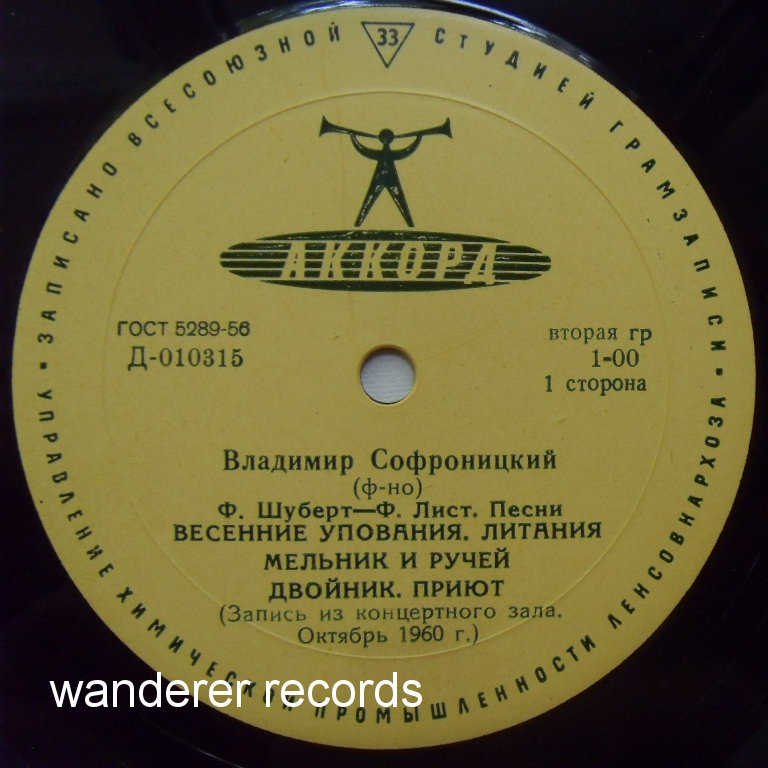 ЗАПИСАНО ВСЕСОЮЗНОЙ 33 СТУДИЕЙ ГРАМЗАПИСИ
АККОРД
ГОСТ 5289-56
Д-010315
вторая гр
1-00
1 сторона
Владимир Софроницкий
(ф-но)
Ф. Шуберт—Ф. Лист. Песни
ВЕСЕННИЕ УПОВАНИЯ. ЛИТАНИЯ
МЕЛЬНИК И РУЧЕЙ
ДВОЙНИК. ПРИЮТ
(Запись из концертного зала.
Октябрь 1960 г.)
УПРАВЛЕНИЕ ХИМИЧЕСКОЙ ПРОМЫШЛЕННОСТИ ЛЕНСОВНАРХОЗА
wanderer records